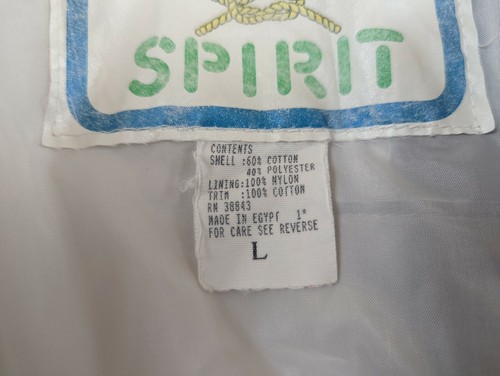 SPIRIT
CONTENTS
SHELL :60% COTTON
40% POLYESTER
LINING:100% NYLON
TRIM :100% COTTON
RN 38843
MADE IN EGYPT 1*
FOR CARE SEE REVERSE
L